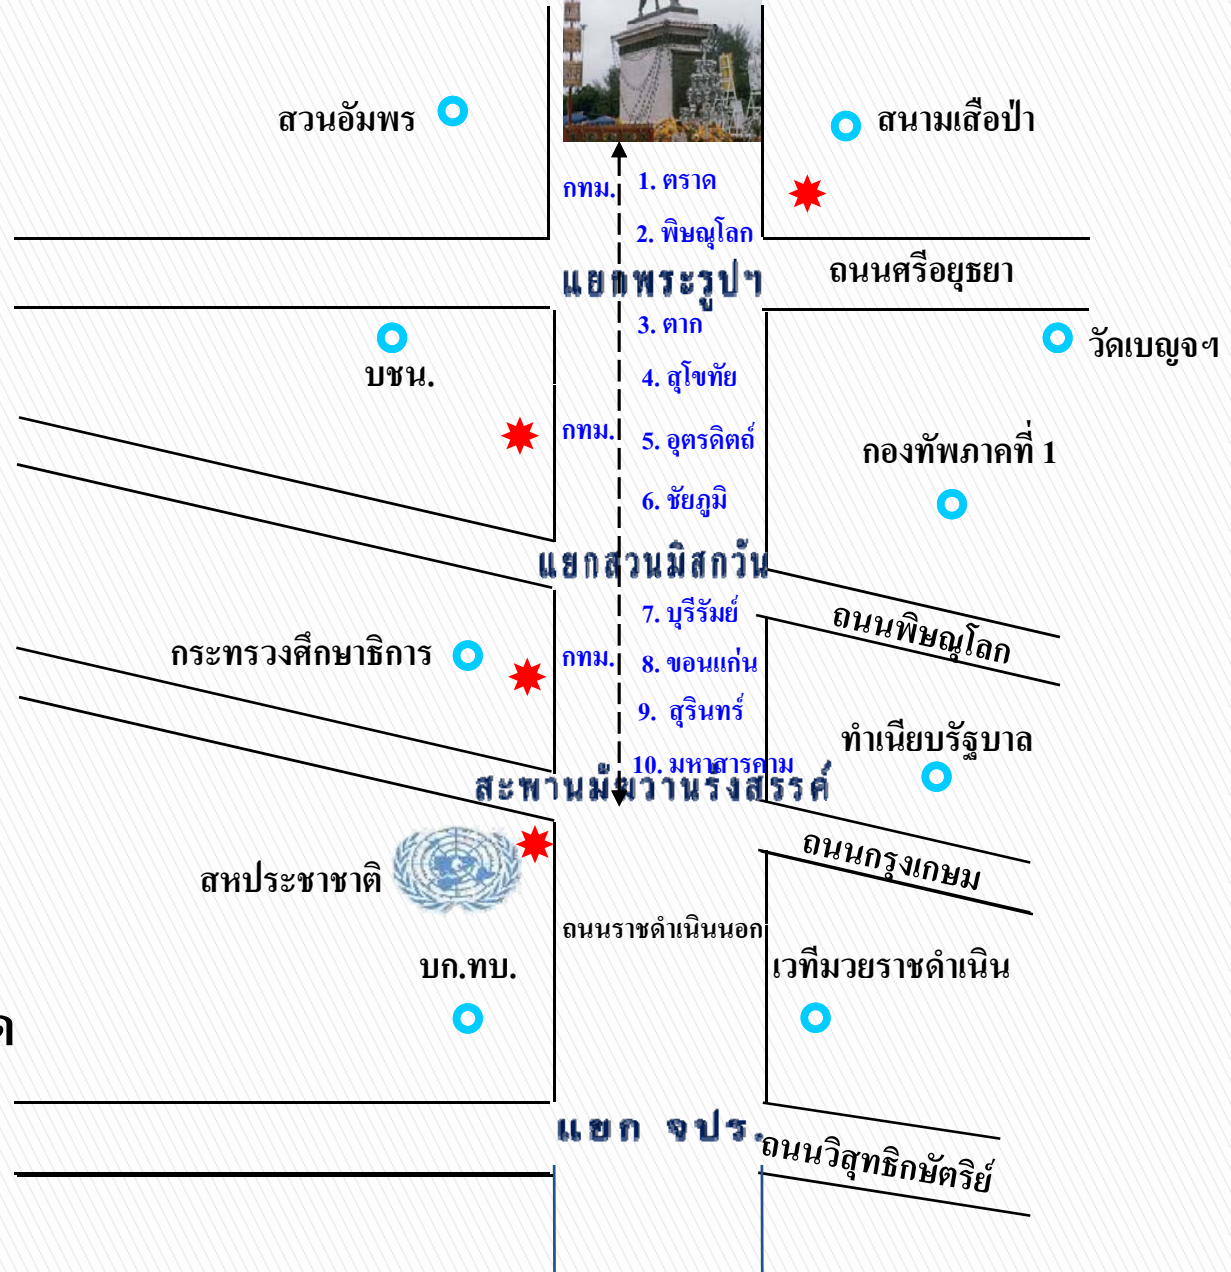 สวนอัมพร
สนามเสือป่า
กทม.
1. ตราด
2. พิษณุโลก
แยกพระรูปฯ
ถนนศรีอยุธยา
3. ตาก
วัดเบญจฯ
บชน.
4. สุโขทัย
กทม.
5. อุตรดิตถ์
กองทัพภาคที่ 1
6. ชัยภูมิ
แยกสวนมิสกวัน
7. บุรีรัมย์
ถนนพิษณุโลก
กระทรวงศึกษาธิการ
กทม.
8. ขอนแก่น
9. สุรินทร์
ทำเนียบรัฐบาล
10. มหาสารคาม
สะพานมัฆวานรังสรรค์
ถนนกรุงเกษม
สหประชาชาติ
ถนนราชดำเนินนอก
บก.ทบ.
เวทีมวยราชดำเนิน
ด
แยก จปร.
ถนนวิสุทธิกษัตริย์